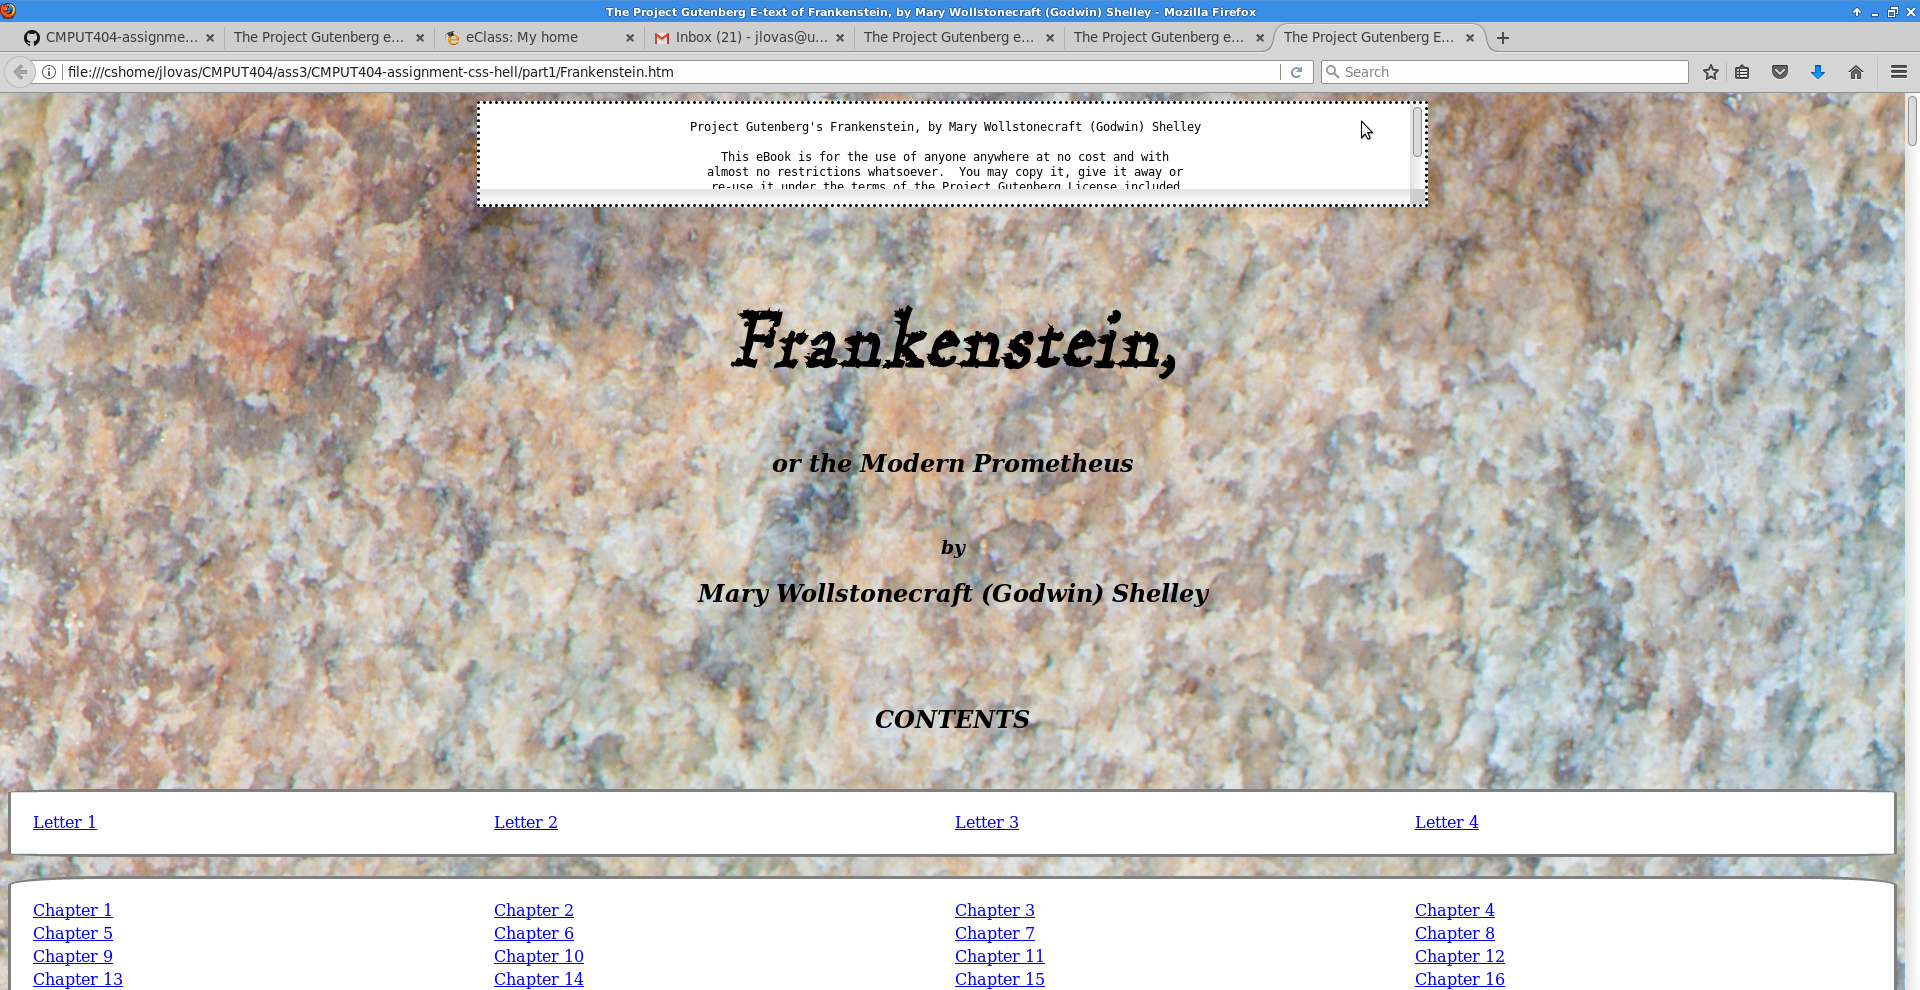 The Project Gutenberg E-text of Frankenstein, by Mary Wollstonecraft (Godwin) Shelley - Mozilla Firefox
CMPUT404-assignme...
The Project Gutenberg e...
eClass: My home
Inbox (21) - jlovas@u...
The Project Gutenberg e...
The Project Gutenberg e...
The Project Gutenberg E...
file:///cshome/jlovas/CMPUT404/ass3/CMPUT404-assignment-css-hell/part1/Frankenstein.htm
Search
Project Gutenberg's Frankenstein, by Mary Wollstonecraft (Godwin) Shelley
This eBook is for the use of anyone anywhere at no cost and with
almost no restrictions whatsoever.  You may copy it, give it away or
re-use it under the terms of the Project Gutenberg License included
Frankenstein,
or the Modern Prometheus
by
Mary Wollstonecraft (Godwin) Shelley
CONTENTS
Letter 1 Letter 2 Letter 3 Letter 4
Chapter 1 Chapter 2 Chapter 3 Chapter 4
Chapter 5 Chapter 6 Chapter 7 Chapter 8
Chapter 9 Chapter 10 Chapter 11 Chapter 12
Chapter 13 Chapter 14 Chapter 15 Chapter 16